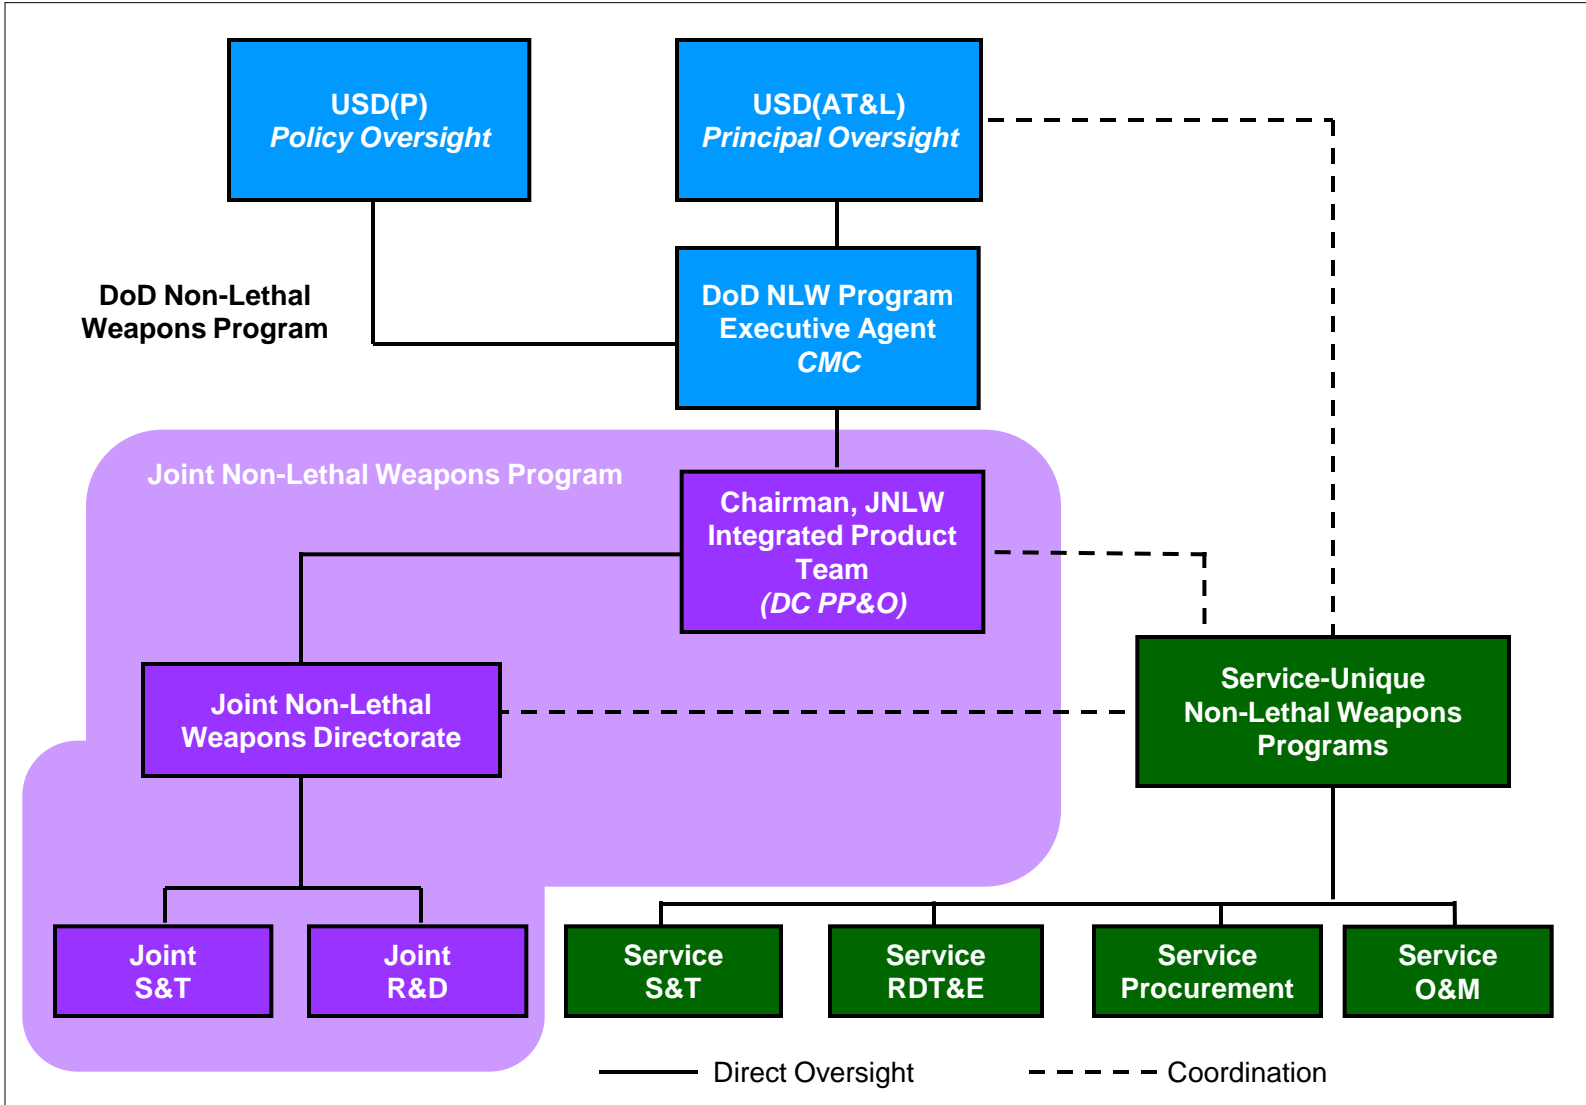 USD(P)
Policy Oversight
USD(AT&L)
Principal Oversight
DoD Non-Lethal
Weapons Program
DoD NLW Program
Executive Agent
CMC
Joint Non-Lethal Weapons Program
Chairman, JNLW
Integrated Product
Team
(DC PP&O)
Joint Non-Lethal
Weapons Directorate
Service-Unique
Non-Lethal Weapons
Programs
Joint
S&T
Joint
R&D
Service
S&T
Service
RDT&E
Service
Procurement
Service
O&M
Direct Oversight
Coordination